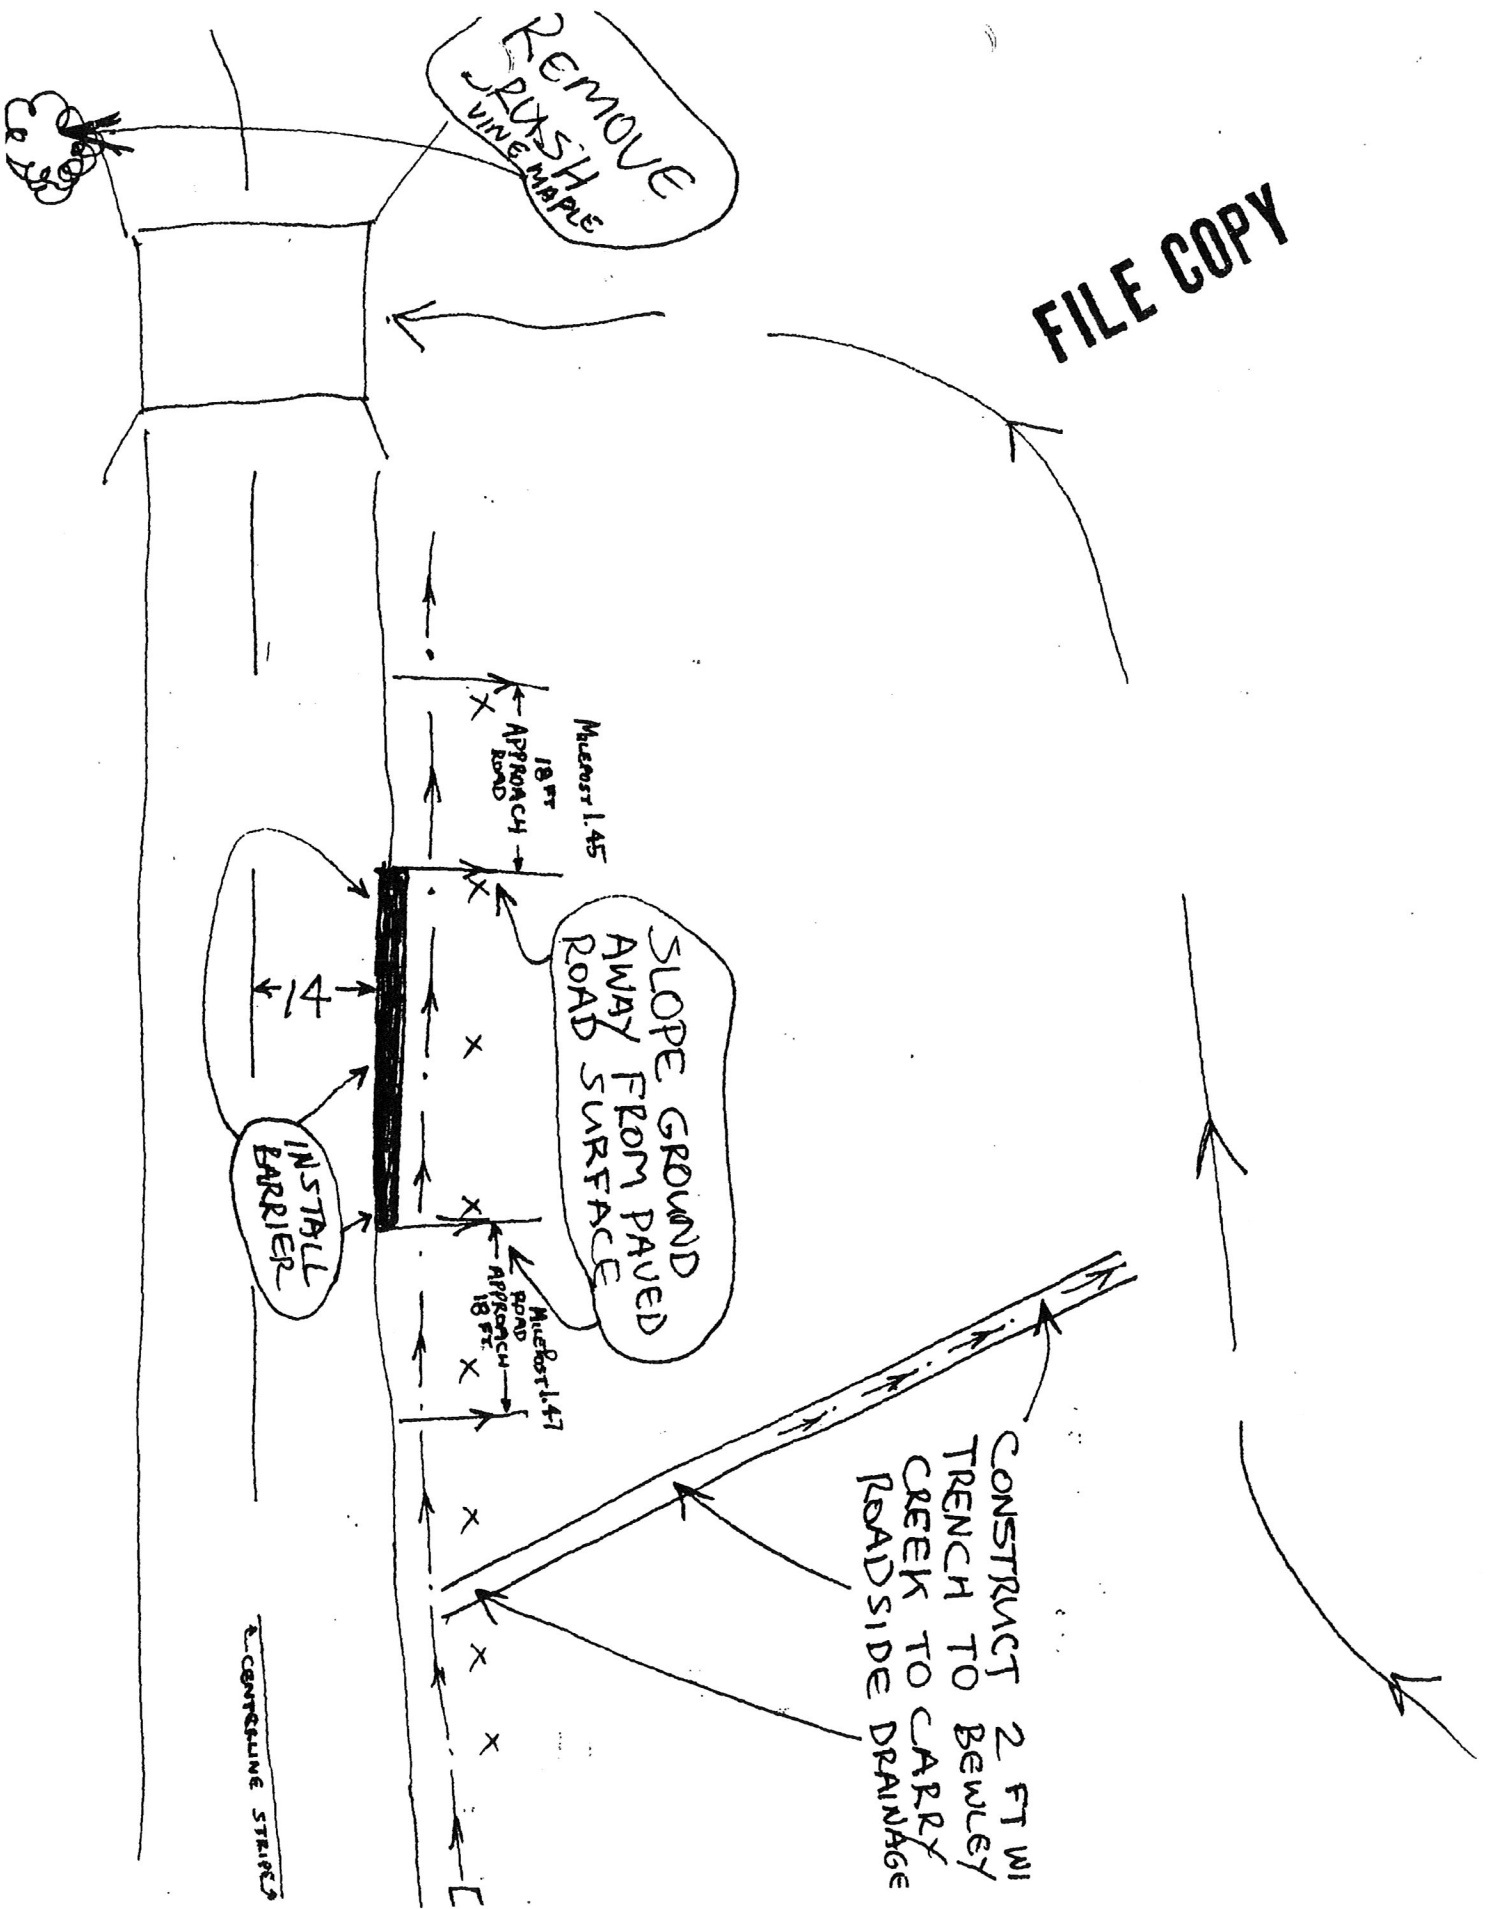 FILE COPY
REMOVE
BRUSH
VINE MAPLE
MILEPOST 1.45
18 FT
APPROACH
ROAD
SLOPE GROUND
AWAY FROM PAVED
ROAD SURFACE
14
INSTALL
BARRIER
MILEPOST 1.47
ROAD
APPROACH
18 FT
CONSTRUCT 2 FT WI
TRENCH TO BEWLEY
CREEK TO CARRY
ROADSIDE DRAINAGE
CENTERLINE STRIPE